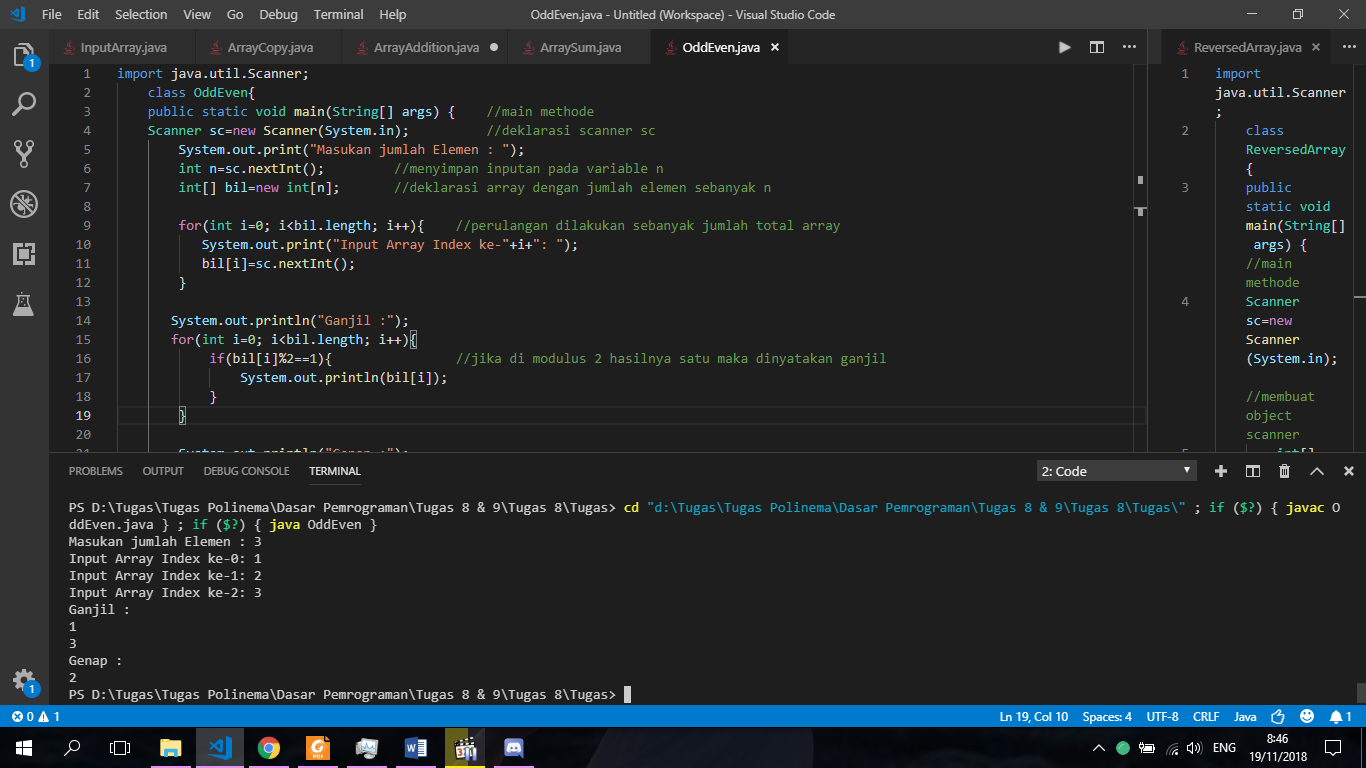 File Edit Selection View Go Debug Terminal Help OddEven.java - Untitled (Workspace) - Visual Studio Code
InputArray.java ArrayCopy.java ArrayAddition.java ArraySum.java OddEven.java ReversedArray.java
1 import java.util.Scanner;
2 class OddEven{
3 public static void main(String[] args) { //main methode
4 Scanner sc=new Scanner(System.in); //deklarasi scanner sc
5 System.out.print("Masukan jumlah Elemen : ");
6 int n=sc.nextInt(); //menyimpan inputan pada variable n
7 int[] bil=new int[n]; //deklarasi array dengan jumlah elemen sebanyak n
8
9 for(int i=0; i<bil.length; i++){ //perulangan dilakukan sebanyak jumlah total array
10 System.out.print("Input Array Index ke-"+i+": ");
11 bil[i]=sc.nextInt();
12 }
13
14 System.out.println("Ganjil :");
15 for(int i=0; i<bil.length; i++){
16 if(bil[i]%2==1){ //jika di modulus 2 hasilnya satu maka dinyatakan ganjil
17 System.out.println(bil[i]);
18 }
19 }
20
21 System.out.println("Genap :");
1 import
java.util.Scanner
;
2 class
ReversedArray
{
3 public
static void
main(String[]
args) {
//main
methode
4 Scanner
sc=new
Scanner
(System.in);
//membuat
object
scanner
5 int[]
PROBLEMS OUTPUT DEBUG CONSOLE TERMINAL 2: Code
PS D:\Tugas\Tugas Polinema\Dasar Pemrograman\Tugas 8 & 9\Tugas 8\Tugas> cd "d:\Tugas\Tugas Polinema\Dasar Pemrograman\Tugas 8 & 9\Tugas 8\Tugas\" ; if ($?) { javac O
ddEven.java } ; if ($?) { java OddEven }
Masukan jumlah Elemen : 3
Input Array Index ke-0: 1
Input Array Index ke-1: 2
Input Array Index ke-2: 3
Ganjil :
1
3
Genap :
2
PS D:\Tugas\Tugas Polinema\Dasar Pemrograman\Tugas 8 & 9\Tugas 8\Tugas>
1
1
0 1 Ln 19, Col 10 Spaces: 4 UTF-8 CRLF Java 1
ENG 8:46
19/11/2018